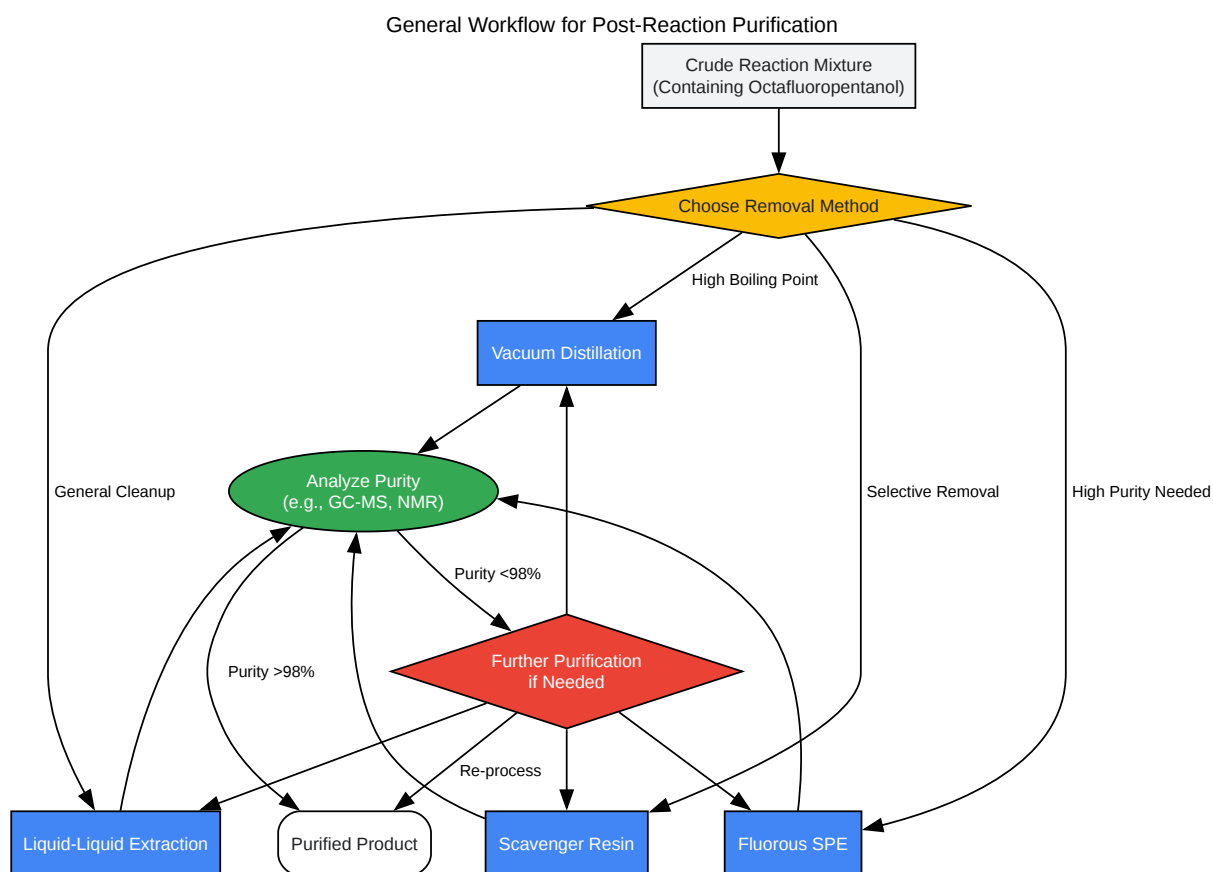 General Workflow for Post-Reaction Purification
Crude Reaction Mixture
(Containing Octafluoropentanol)
Choose Removal Method
High Boiling Point
Vacuum Distillation
Analyze Purity
(e.g., GC-MS, NMR)
General Cleanup
Selective Removal
High Purity Needed
Purity <98%
Further Purification
if Needed
Purity >98%
Re-process
Liquid-Liquid Extraction
Purified Product
Scavenger Resin
Fluorous SPE